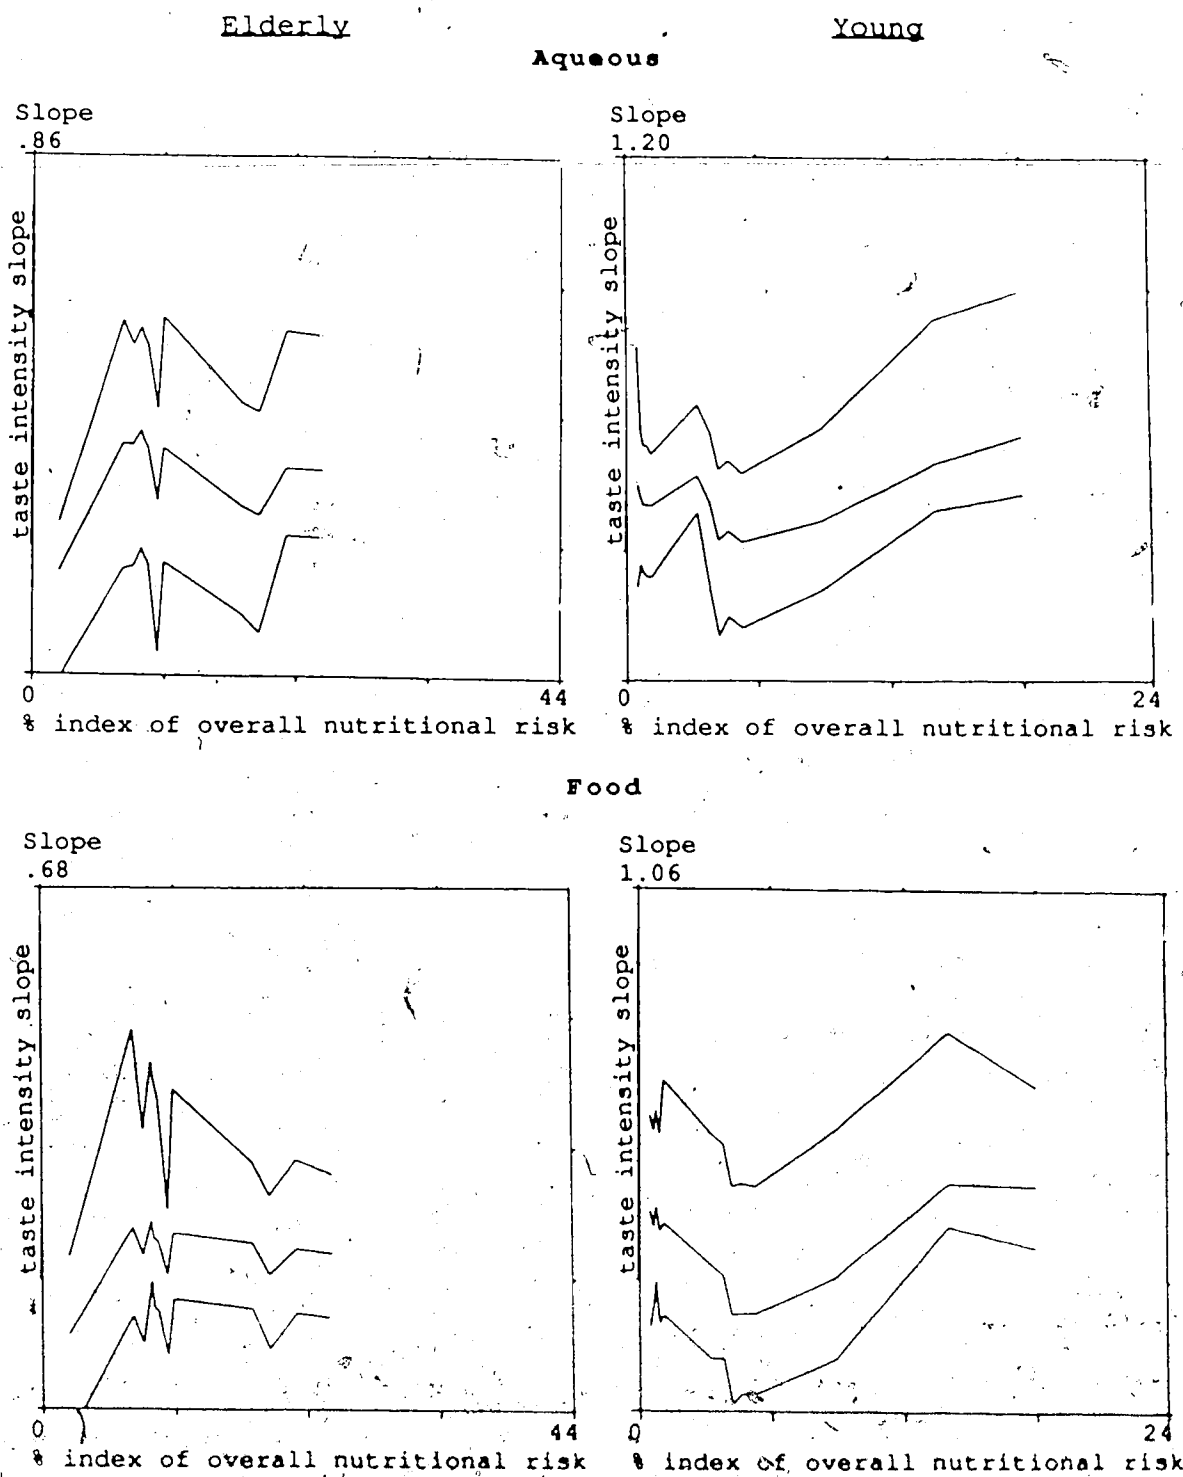 Elderly Young
Aqueous
Slope
.86
taste intensity slope
0 44
% index of overall nutritional risk
Slope
1.20
taste intensity slope
0 24
% index of overall nutritional risk
Food
Slope
.68
taste intensity slope
0 44
% index of overall nutritional risk
Slope
1.06
taste intensity slope
0 24
% index of overall nutritional risk